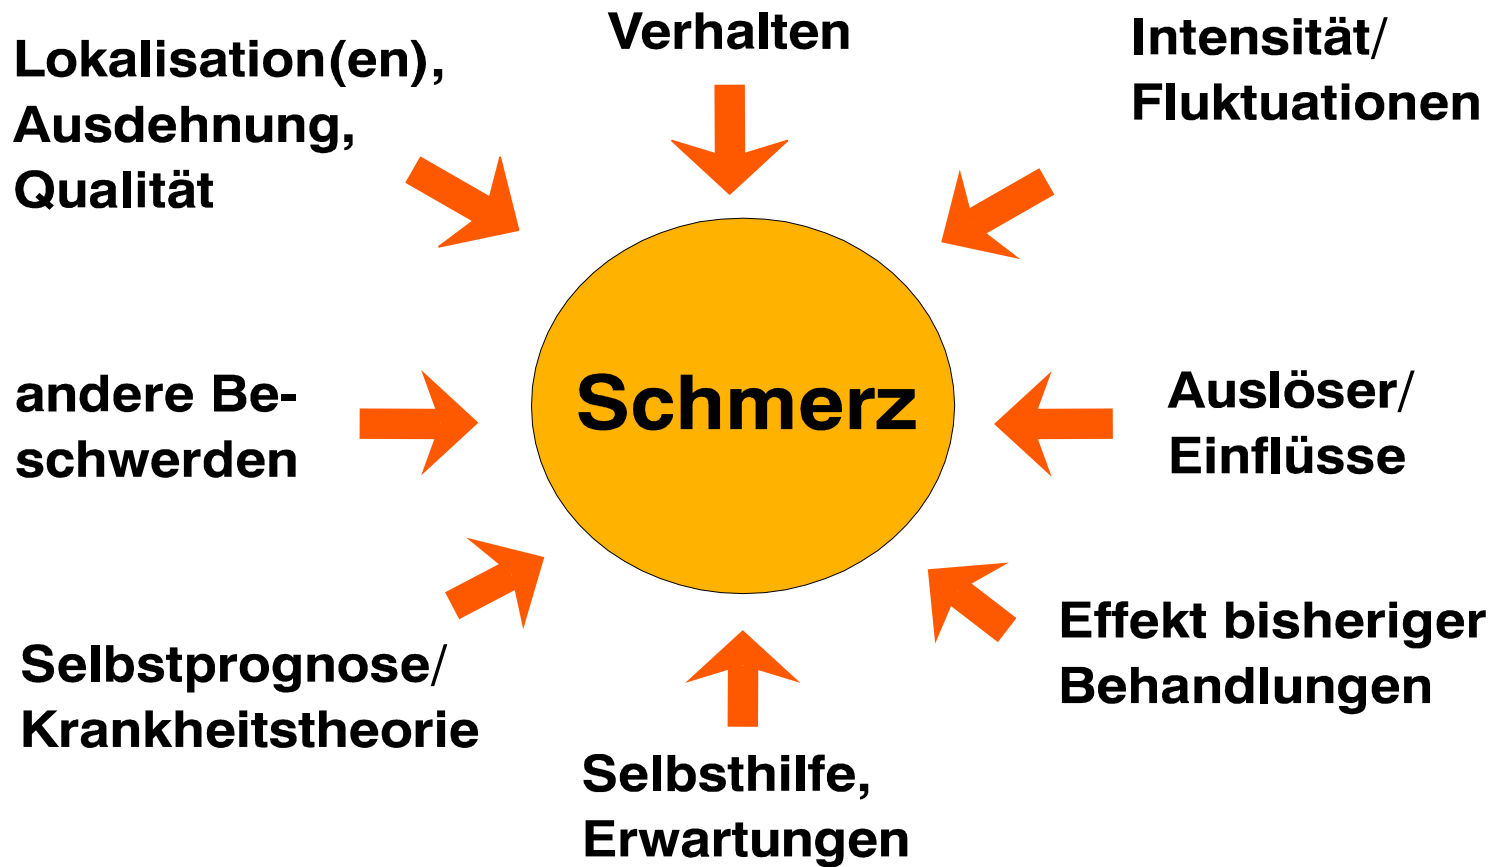 Lokalisation(en),
Ausdehnung,
Qualität
Verhalten
Intensität/
Fluktuationen
andere Be-
schwerden
Schmerz
Auslöser/
Einflüsse
Selbstprognose/
Krankheitstheorie
Selbsthilfe,
Erwartungen
Effekt bisheriger
Behandlungen